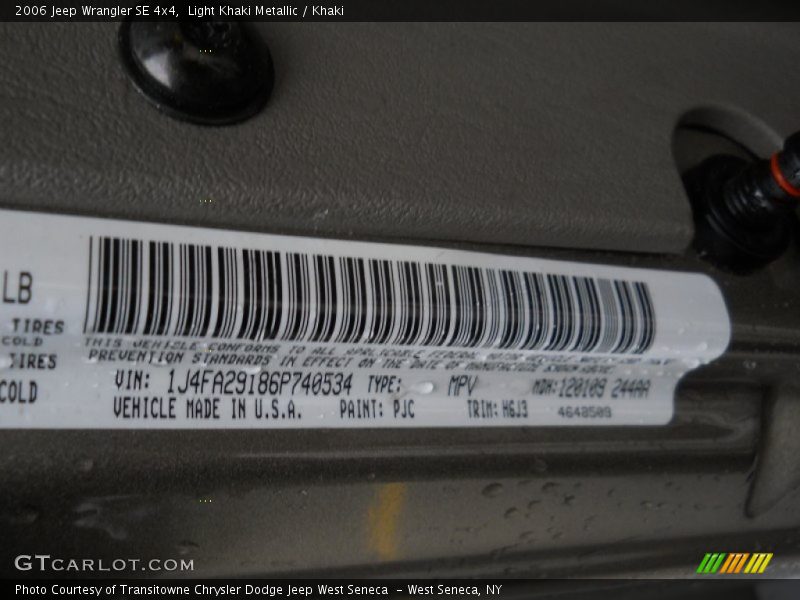 2006 Jeep Wrangler SE 4x4,  Light Khaki Metallic / Khaki
LB
TIRES
COLD
TIRES
COLD
THIS VEHICLE CONFORMS TO ALL APPLICABLE FEDERAL MOTOR VEHICLE
PREVENTION STANDARDS IN EFFECT ON THE DATE OF MANUFACTURE SHOWN ABOVE.
VIN: 1J4FA29186P740534 TYPE: MPV MDH:120109 244AA
VEHICLE MADE IN U.S.A. PAINT: PJC TRIM: H6J3 4648509
GTCARLOT.COM
Photo Courtesy of Transitowne Chrysler Dodge Jeep West Seneca  - West Seneca, NY